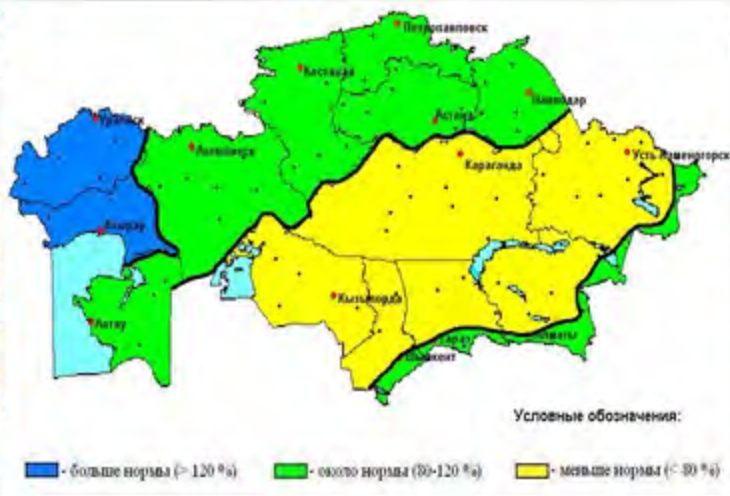 Петропавловск
Костанай
Павлодар
Астана
Уральск
Актобинск
Караганда
Усть-Каменогорск
Атырау
Кызылорда
Актау
Тараз
Алматы
Шымкент
Условные обозначения:
- больше нормы (> 120 %)
- около нормы (80-120 %)
- меньше нормы (< 80 %)